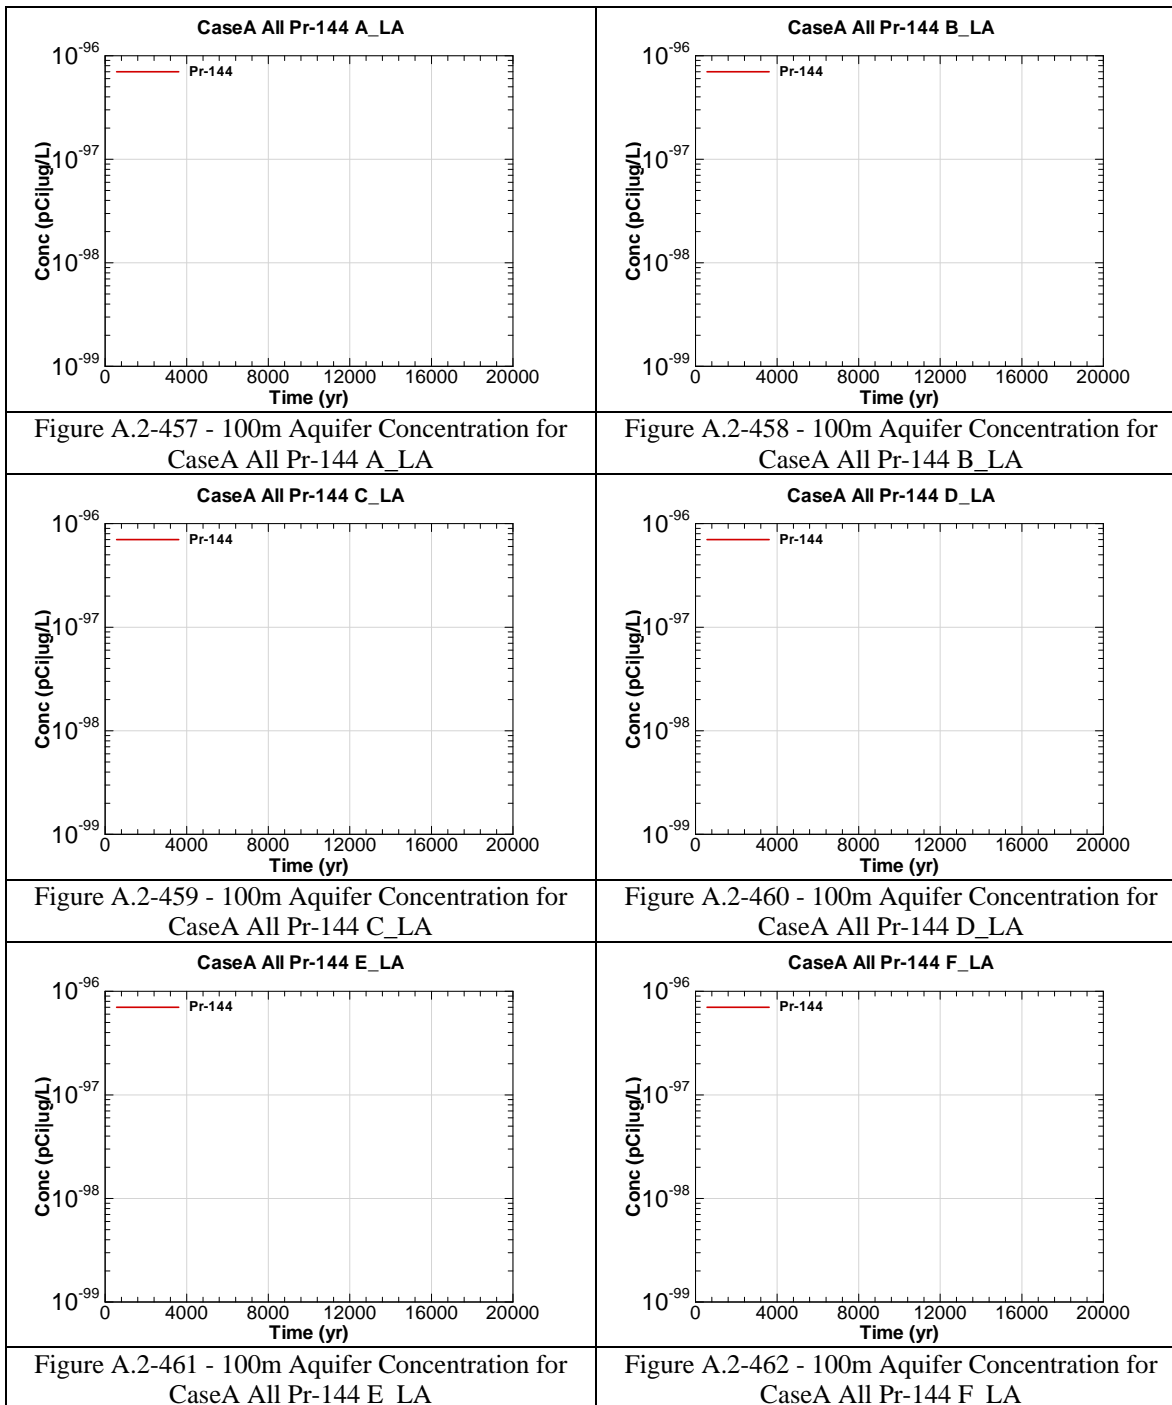 CaseA All Pr-144 A_LA
Pr-144
10-96
10-97
10-98
10-99
Conc (pCi|ug/L)
0 4000 8000 12000 16000 20000
Time (yr)
Figure A.2-457 - 100m Aquifer Concentration for
CaseA All Pr-144 A_LA
CaseA All Pr-144 B_LA
Pr-144
10-96
10-97
10-98
10-99
Conc (pCi|ug/L)
0 4000 8000 12000 16000 20000
Time (yr)
Figure A.2-458 - 100m Aquifer Concentration for
CaseA All Pr-144 B_LA
CaseA All Pr-144 C_LA
Pr-144
10-96
10-97
10-98
10-99
Conc (pCi|ug/L)
0 4000 8000 12000 16000 20000
Time (yr)
Figure A.2-459 - 100m Aquifer Concentration for
CaseA All Pr-144 C_LA
CaseA All Pr-144 D_LA
Pr-144
10-96
10-97
10-98
10-99
Conc (pCi|ug/L)
0 4000 8000 12000 16000 20000
Time (yr)
Figure A.2-460 - 100m Aquifer Concentration for
CaseA All Pr-144 D_LA
CaseA All Pr-144 E_LA
Pr-144
10-96
10-97
10-98
10-99
Conc (pCi|ug/L)
0 4000 8000 12000 16000 20000
Time (yr)
Figure A.2-461 - 100m Aquifer Concentration for
CaseA All Pr-144 E_LA
CaseA All Pr-144 F_LA
Pr-144
10-96
10-97
10-98
10-99
Conc (pCi|ug/L)
0 4000 8000 12000 16000 20000
Time (yr)
Figure A.2-462 - 100m Aquifer Concentration for
CaseA All Pr-144 F_LA